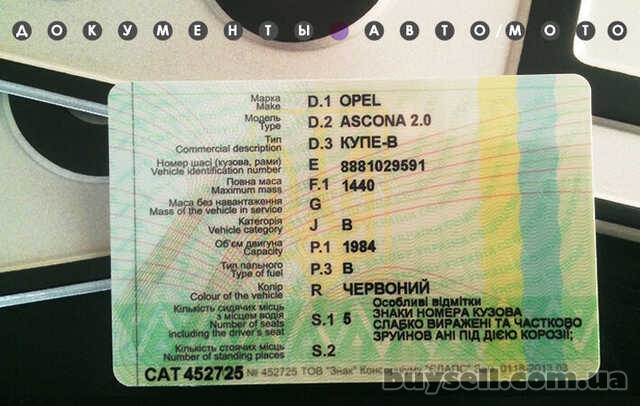 ДОКУМЕНТЫ АВТО/МОТО
Марка
Make D.1 OPEL
Модель
Type D.2 ASCONA 2.0
Тип
Commercial description D.3 КУПЕ-В
Номер шасі (кузова, рами)
Vehicle identification number E 8881029591
Повна маса
Maximum mass F.1 1440
Маса без навантаження
Mass of the vehicle in service G
Категорія
Vehicle category J B
Об'єм двигуна
Capacity P.1 1984
Тип пального
Type of fuel P.3 B
Колір
Colour of the vehicle R ЧЕРВОНИЙ
Кількість сидячих місць
з місцем водія
Number of seats
including the driver's seat S.1 5
Особливі відмітки
ЗНАКИ НОМЕРА КУЗОВА
СЛАБКО ВИРАЖЕНІ ТА ЧАСТКОВО
ЗРУЙНОВ АНІ ПІД ДІЄЮ КОРОЗІЇ;
Кількість стоячих місць
Number of standing places S.2
CAT 452725 № 452725 ТОВ "Знак" Консорціуму "ЄДАПС"
buysell.com.ua